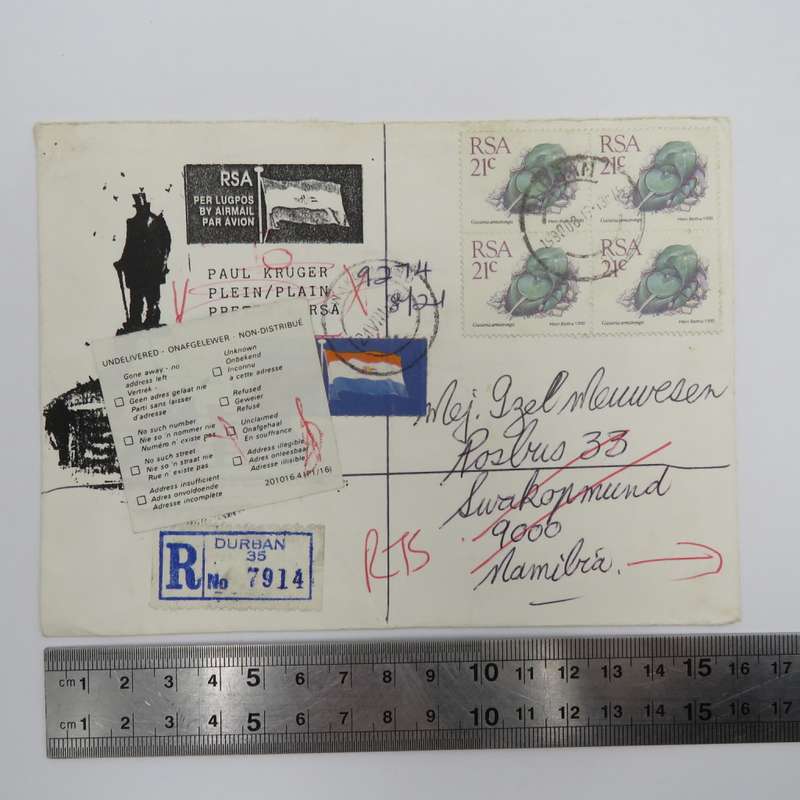 RSA
PER LUGPOS
BY AIRMAIL
PAR AVION
RSA
21c
RSA
21c
RSA
21c
RSA
21c
PAUL KRUGER
PLEIN/PLAIN
RSA
9274
8/21
UNDELIVERED - ONAFGELEWER - NON-DISTRIBUÉ
Gone away - no
address left
Vertrek -
Geen adres gelaat nie
Parti sans laisser
d'adresse
No such number
Nie so 'n nommer nie
Numéro n'existe pas
No such street
Nie so 'n straat nie
Rue n'existe pas
Address insufficient
Adres onvoldoende
Adresse incomplète
Unknown
Onbekend
Inconnu
a cette adresse
Refused
Geweier
Refusé
Unclaimed
Onafgehaal
En souffrance
Address illegible
Adres onleesbaar
Adresse illisible
201016.4 (P1/16)
Mej. Izel Meuwesen
Posbus 33
Swakopmund
9000
Namibia.
RTS
R
DURBAN
35
No 7914
cm 1 2 3 4 5 6 7 8 9 10 11 12 13 14 15 16 17
cm 1 2 3 4 5 6 7 8 9 10 11 12 13 14 15 16 17